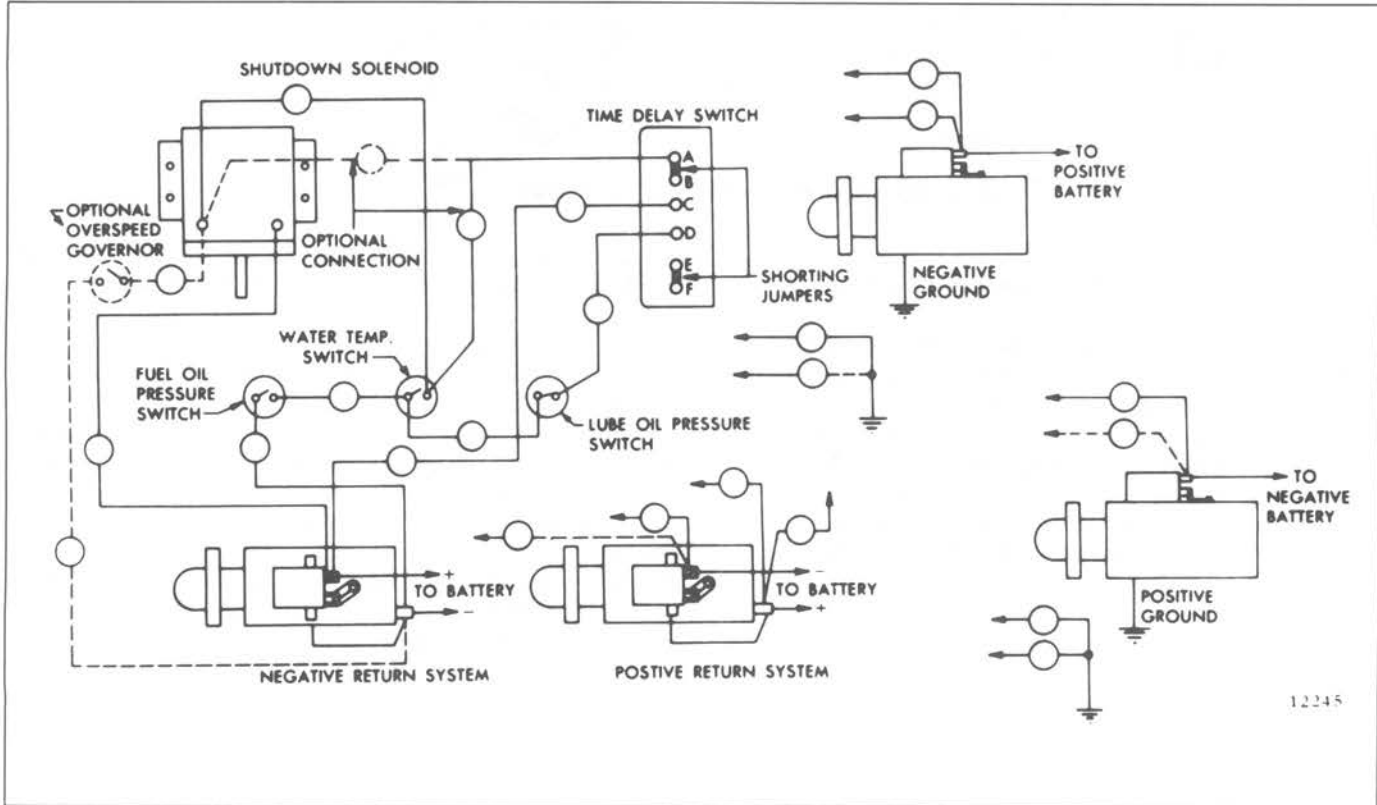 SHUTDOWN SOLENOID
TIME DELAY SWITCH
A
B
C
D
E
F
SHORTING
JUMPERS
OPTIONAL
OVERSPEED
GOVERNOR
OPTIONAL
CONNECTION
WATER TEMP.
SWITCH
FUEL OIL
PRESSURE
SWITCH
LUBE OIL PRESSURE
SWITCH
+
TO BATTERY
−
NEGATIVE RETURN SYSTEM
−
TO BATTERY
+
POSTIVE RETURN SYSTEM
TO
POSITIVE
BATTERY
NEGATIVE
GROUND
TO
NEGATIVE
BATTERY
POSITIVE
GROUND
12245